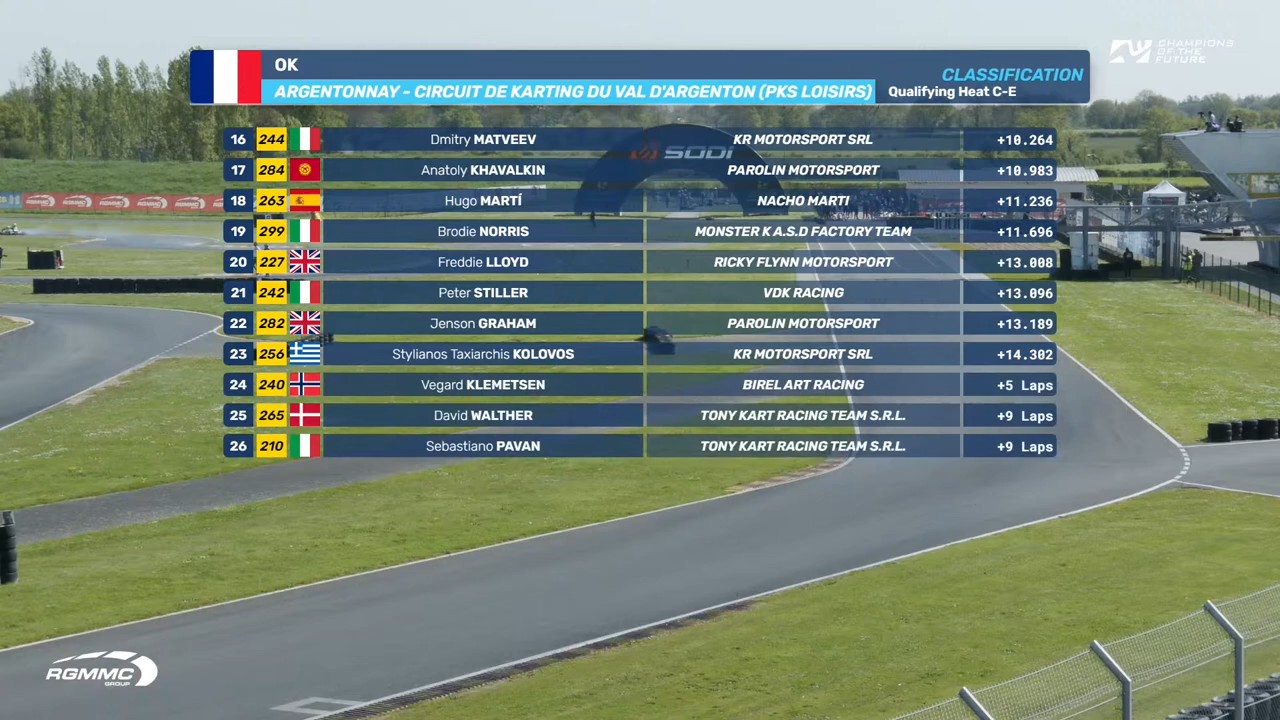 OK
ARGENTONNAY - CIRCUIT DE KARTING DU VAL D'ARGENTON (PKS LOISIRS)
CLASSIFICATION
Qualifying Heat C-E
CHAMPIONS
OF THE
FUTURE
16 244 Dmitry MATVEEV KR MOTORSPORT SRL +10.264
17 284 Anatoly KHAVALKIN PAROLIN MOTORSPORT +10.983
18 263 Hugo MARTÍ NACHO MARTI +11.236
19 299 Brodie NORRIS MONSTER K A.S.D FACTORY TEAM +11.696
20 227 Freddie LLOYD RICKY FLYNN MOTORSPORT +13.008
21 242 Peter STILLER VDK RACING +13.096
22 282 Jenson GRAHAM PAROLIN MOTORSPORT +13.189
23 256 Stylianos Taxiarchis KOLOVOS KR MOTORSPORT SRL +14.302
24 240 Vegard KLEMETSEN BIREL ART RACING +5 Laps
25 265 David WALTHER TONY KART RACING TEAM S.R.L. +9 Laps
26 210 Sebastiano PAVAN TONY KART RACING TEAM S.R.L. +9 Laps
SODI
RGMMC
GROUP